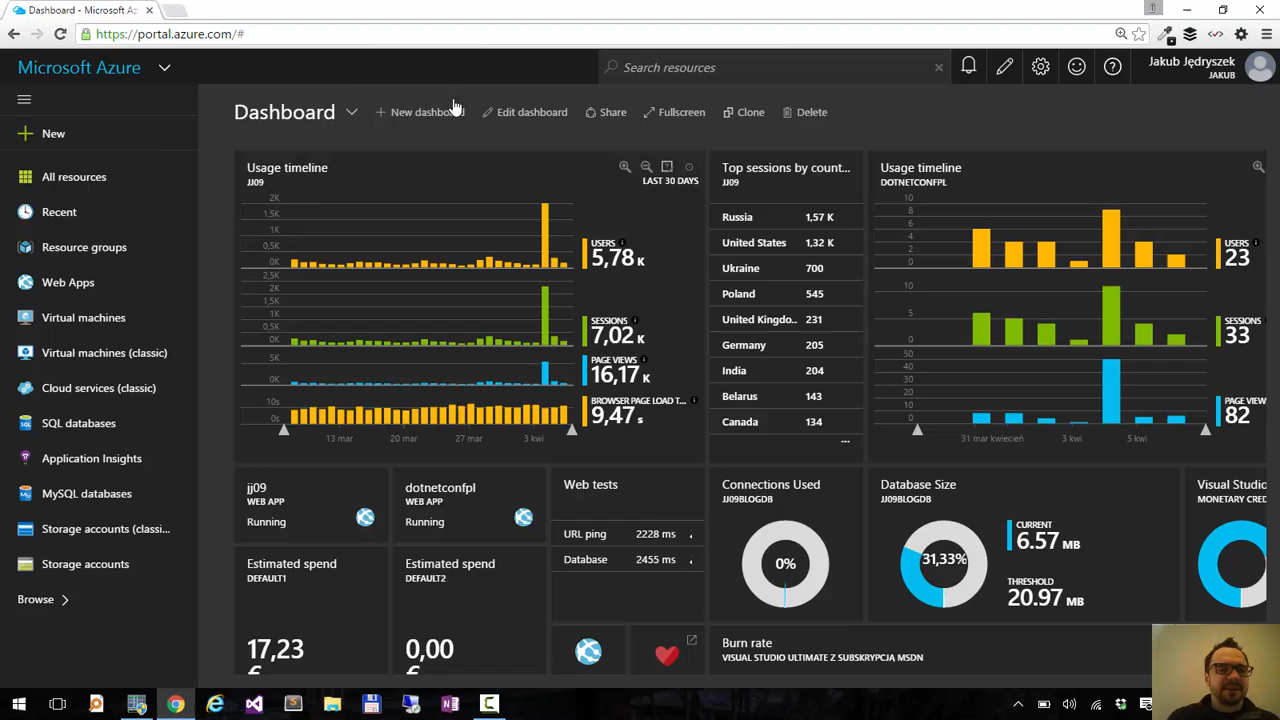 Dashboard - Microsoft Az
https://portal.azure.com/#
Microsoft Azure
Search resources
Jakub Jędryszek
JAKUB
Dashboard
New dashboard
Edit dashboard
Share
Fullscreen
Clone
Delete
New
All resources
Recent
Resource groups
Web Apps
Virtual machines
Virtual machines (classic)
Cloud services (classic)
SQL databases
Application Insights
MySQL databases
Storage accounts (classi...
Storage accounts
Browse
Usage timeline
JJ09
LAST 30 DAYS
2K
1,5K
1K
0,5K
0K
USERS
5,78 K
2,5K
2K
1,5K
1K
0,5K
0K
SESSIONS
7,02 K
5K
0K
PAGE VIEWS
16,17 K
10s
0s
BROWSER PAGE LOAD T...
9,47 s
13 mar
20 mar
27 mar
3 kwi
Top sessions by count...
JJ09
Russia 1,57 K
United States 1,32 K
Ukraine 700
Poland 545
United Kingdo.. 231
Germany 205
India 204
Belarus 143
Canada 134
...
Usage timeline
DOTNETCONFPL
10
8
6
4
2
0
USERS
23
10
5
0
SESSIONS
33
50
40
30
20
10
0
PAGE VIEW
82
31 mar kwiecień
3 kwi
5 kwi
jj09
WEB APP
Running
dotnetconfpl
WEB APP
Running
Web tests
URL ping 2228 ms
Database 2455 ms
Connections Used
JJ09BLOGDB
0%
Database Size
JJ09BLOGDB
31,33%
CURRENT
6.57 MB
THRESHOLD
20.97 MB
Visual Studio
MONETARY CRED
Estimated spend
DEFAULT1
17,23
€
Estimated spend
DEFAULT2
0,00
€
Burn rate
VISUAL STUDIO ULTIMATE Z SUBSKRYPCJĄ MSDN